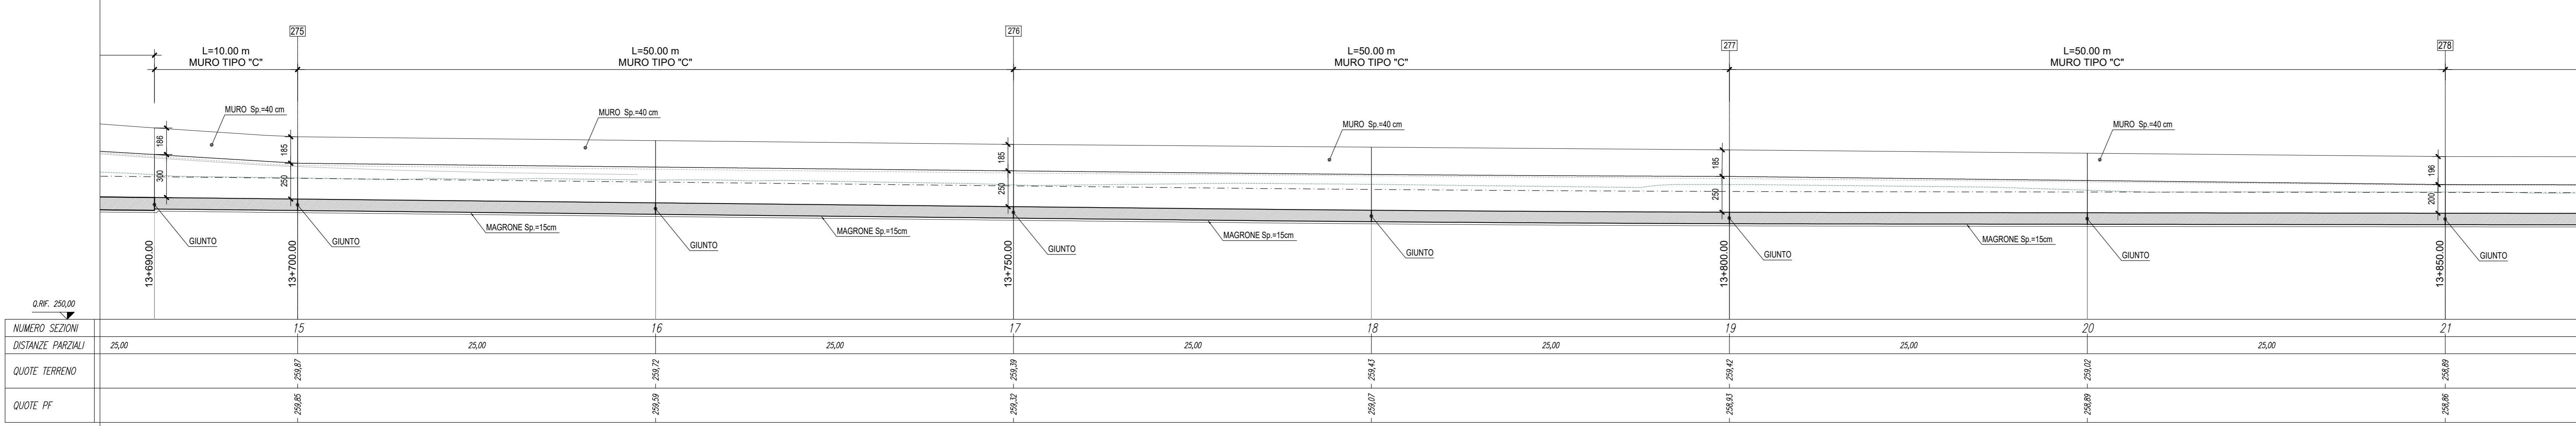 275
276
277
278
L=10.00 m
MURO TIPO "C"
L=50.00 m
MURO TIPO "C"
L=50.00 m
MURO TIPO "C"
L=50.00 m
MURO TIPO "C"
MURO Sp.=40 cm
MURO Sp.=40 cm
MURO Sp.=40 cm
MURO Sp.=40 cm
186
300
185
250
185
250
185
250
196
200
MAGRONE Sp.=15cm
MAGRONE Sp.=15cm
MAGRONE Sp.=15cm
MAGRONE Sp.=15cm
GIUNTO
GIUNTO
GIUNTO
GIUNTO
GIUNTO
GIUNTO
GIUNTO
GIUNTO
13+690.00
13+700.00
13+750.00
13+800.00
13+850.00
Q.RIF. 250,00
NUMERO SEZIONI 15 16 17 18 19 20 21
DISTANZE PARZIALI 25,00 25,00 25,00 25,00 25,00 25,00 25,00
QUOTE TERRENO 259,87 259,72 259,39 259,43 259,42 259,02 258,89
QUOTE PF 259,85 259,59 259,32 259,07 258,93 258,89 258,86